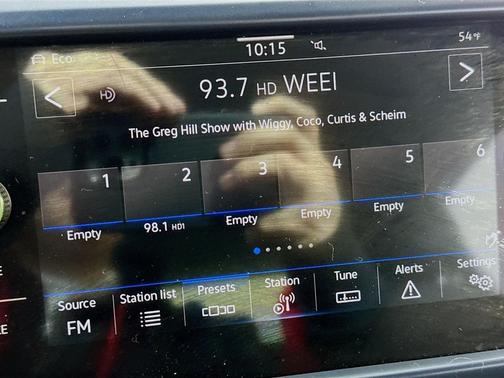 10:15
54°F
Eco
93.7 HD WEEI
The Greg Hill Show with Wiggy, Coco, Curtis & Scheim
1 2 3 4 5 6
Empty 98.1 HD1 Empty Empty Empty Empty
Source Station list Presets Station Tune Alerts Settings
FM